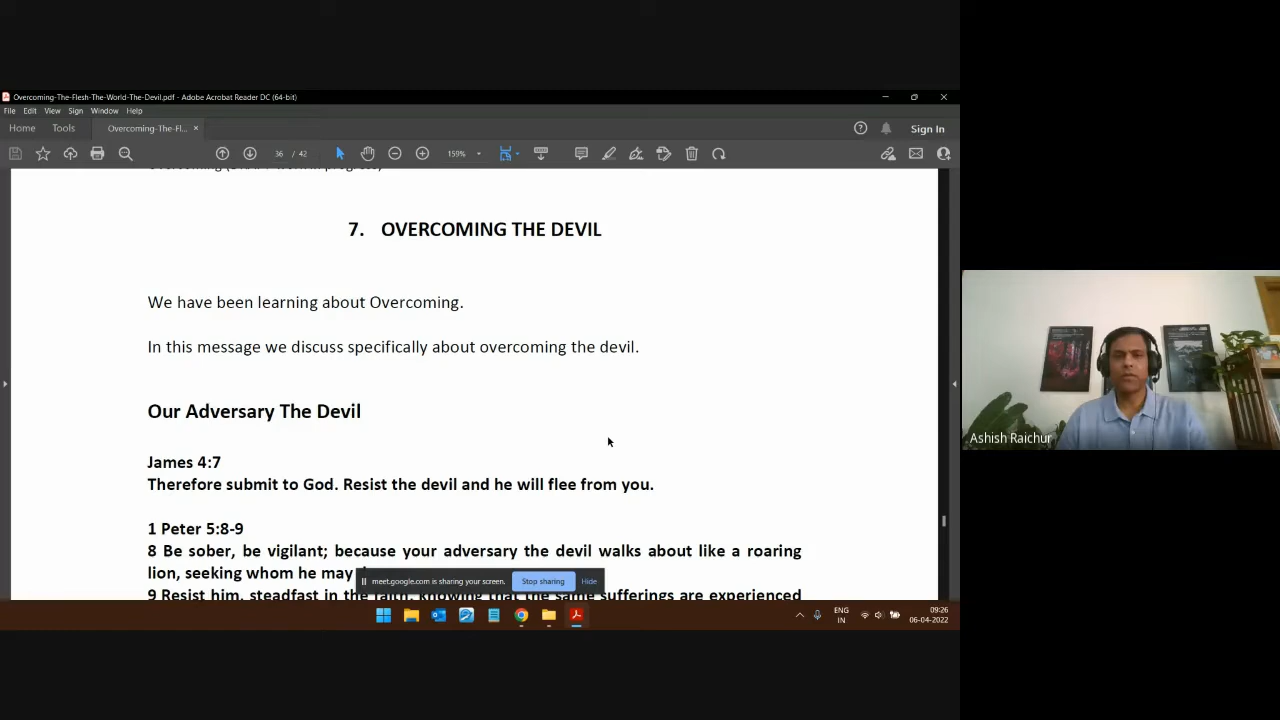 Overcoming-The-Flesh-The-World-The-Devil.pdf - Adobe Acrobat Reader DC (64-bit)
File Edit View Sign Window Help
Home Tools Overcoming-The-Fl... × Sign In
36 / 42 159%
7. OVERCOMING THE DEVIL
We have been learning about Overcoming.
In this message we discuss specifically about overcoming the devil.
Our Adversary The Devil
James 4:7
Therefore submit to God. Resist the devil and he will flee from you.
1 Peter 5:8-9
8 Be sober, be vigilant; because your adversary the devil walks about like a roaring
lion, seeking whom he may
9 Resist him, steadfast in the faith, knowing that the same sufferings are experienced
meet.google.com is sharing your screen. Stop sharing Hide
ENG
IN
09:26
06-04-2022
Ashish Raichur